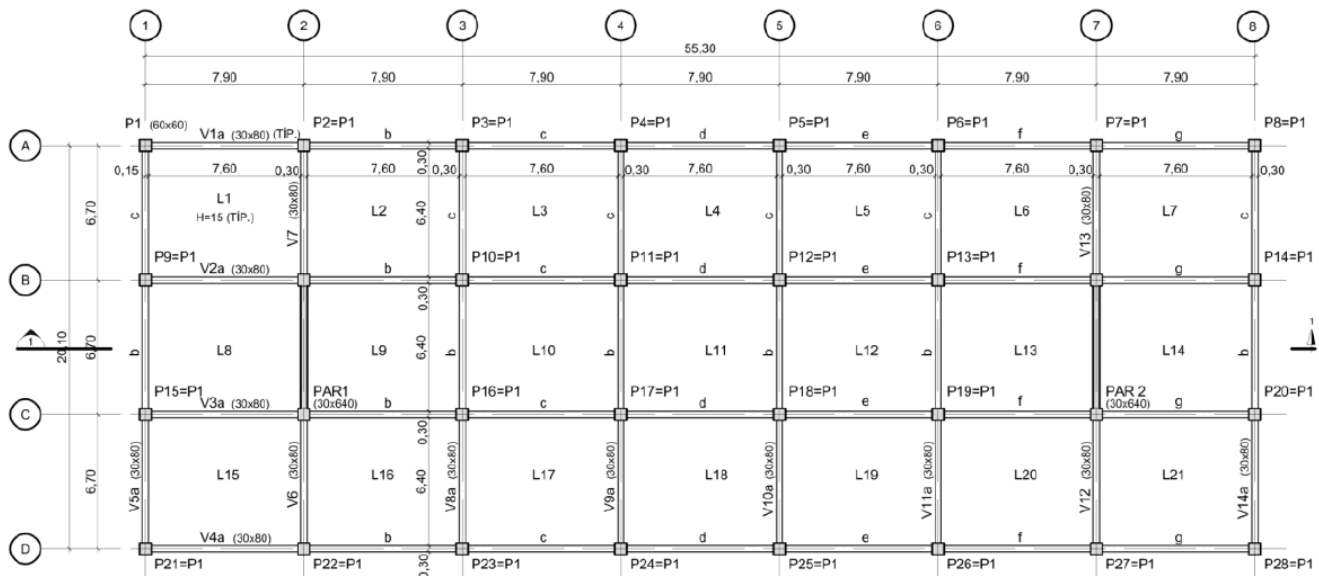 1 2 3 4 5 6 7 8
55,30
7,90 7,90 7,90 7,90 7,90 7,90 7,90
P1 (60x60) P2=P1 P3=P1 P4=P1 P5=P1 P6=P1 P7=P1 P8=P1
A V1a (30x80) (TİP.) b c d e f g
0,30
0,15 7,60 0,30 7,60 0,30 7,60 0,30 7,60 0,30 7,60 0,30 7,60 0,30 7,60 0,30
6,70 c V7 (30x80) 6,40 c c c c V13 (30x80) c
L1 L2 L3 L4 L5 L6 L7
H=15 (TİP.)
P9=P1 P10=P1 P11=P1 P12=P1 P13=P1 P14=P1
B V2a (30x80) b c d e f g
0,30
1 1
20,10 6,70 b 6,40 b b b b b
L8 L9 L10 L11 L12 L13 L14
P15=P1 PAR1 P16=P1 P17=P1 P18=P1 P19=P1 PAR 2 P20=P1
C V3a (30x80) (30x640) b c d e f (30x640) g
0,30
6,70 V5a (30x80) V6 (30x80) 6,40 V8a (30x80) V9a (30x80) V10a (30x80) V11a (30x80) V12 (30x80) V14a (30x80)
L15 L16 L17 L18 L19 L20 L21
D V4a (30x80) b c d e f g
0,30
P21=P1 P22=P1 P23=P1 P24=P1 P25=P1 P26=P1 P27=P1 P28=P1